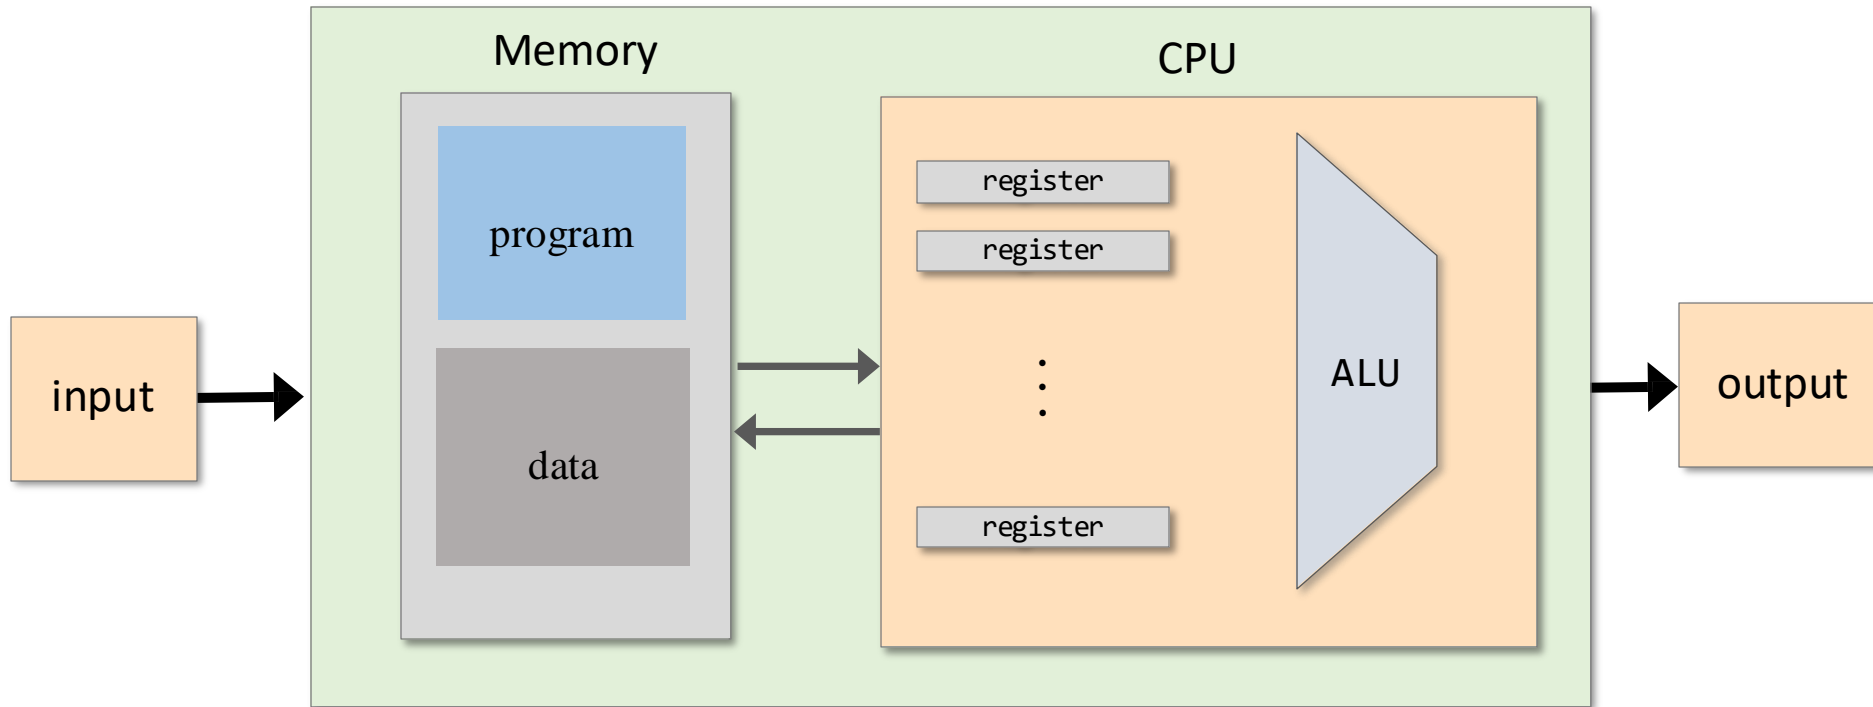 Memory
CPU
program
data
register
register
.
.
.
register
ALU
input
output